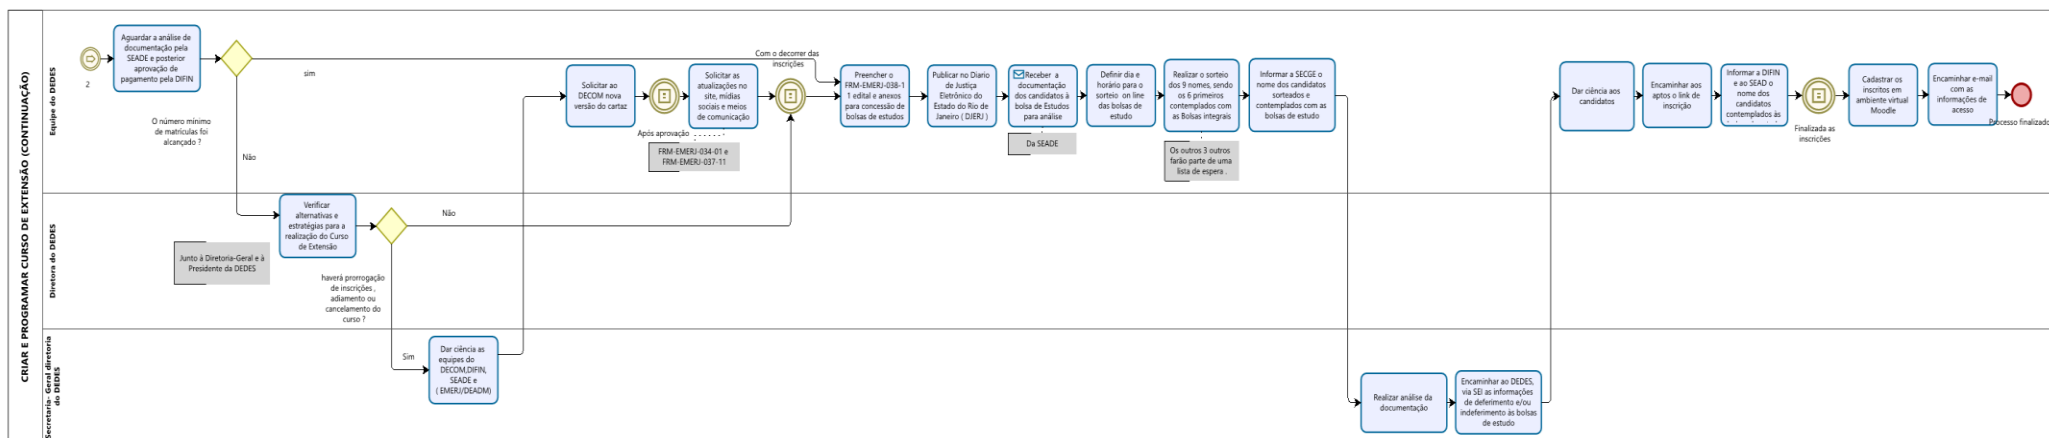 CRIAR E PROGRAMAR CURSO DE EXTENSÃO (CONTINUAÇÃO)
Equipe do DEDES
2
Aguardar a análise de
documentação pela
SEADE e posterior
aprovação de
pagamento pela DIFIN
sim
O número mínimo
de matrículas foi
alcançado ?
Não
Solicitar ao
DECOM nova
versão do cartaz
Após aprovação
Solicitar as
atualizações no
site, mídias
sociais e meios
de comunicação
FRM-EMERJ-034-01 e
FRM-EMERJ-037-11
Com o decorrer das
inscrições
Preencher o
FRM-EMERJ-038-1
1 edital e anexos
para concessão de
bolsas de estudos
Publicar no Diario
de Justiça
Eletrônico do
Estado do Rio de
Janeiro ( DJERJ )
Receber a
documentação
dos candidatos à
bolsa de Estudos
para análise
Da SEADE
Definir dia e
horário para o
sorteio on line
das bolsas de
estudo
Realizar o sorteio
dos 9 nomes, sendo
os 6 primeiros
contemplados com
as Bolsas integrais
Os outros 3 outros
farão parte de uma
lista de espera .
Informar a SECGE o
nome dos candidatos
sorteados e
contemplados com as
bolsas de estudo
Dar ciência aos
candidatos
Encaminhar aos
aptos o link de
inscrição
Informar a DIFIN
e ao SEAD o
nome dos
candidatos
contemplados às
Finalizada as
inscrições
Cadastrar os
inscritos em
ambiente virtual
Moodle
Encaminhar e-mail
com as
informações de
acesso
Processo finalizado
Diretora do DEDES
Verificar
alternativas e
estratégias para a
realização do Curso
de Extensão
Junto à Diretoria-Geral e à
Presidente da DEDES
Não
haverá prorrogação
de inscrições ,
adiamento ou
cancelamento do
curso ?
Secretaria- Geral diretoria
do DEDES
Sim
Dar ciência as
equipes do
DECOM,DIFIN,
SEADE e
( EMERJ/DEADM)
Realizar análise da
documentação
Encaminhar ao DEDES,
via SEI as informações
de deferimento e/ou
indeferimento às bolsas
de estudo